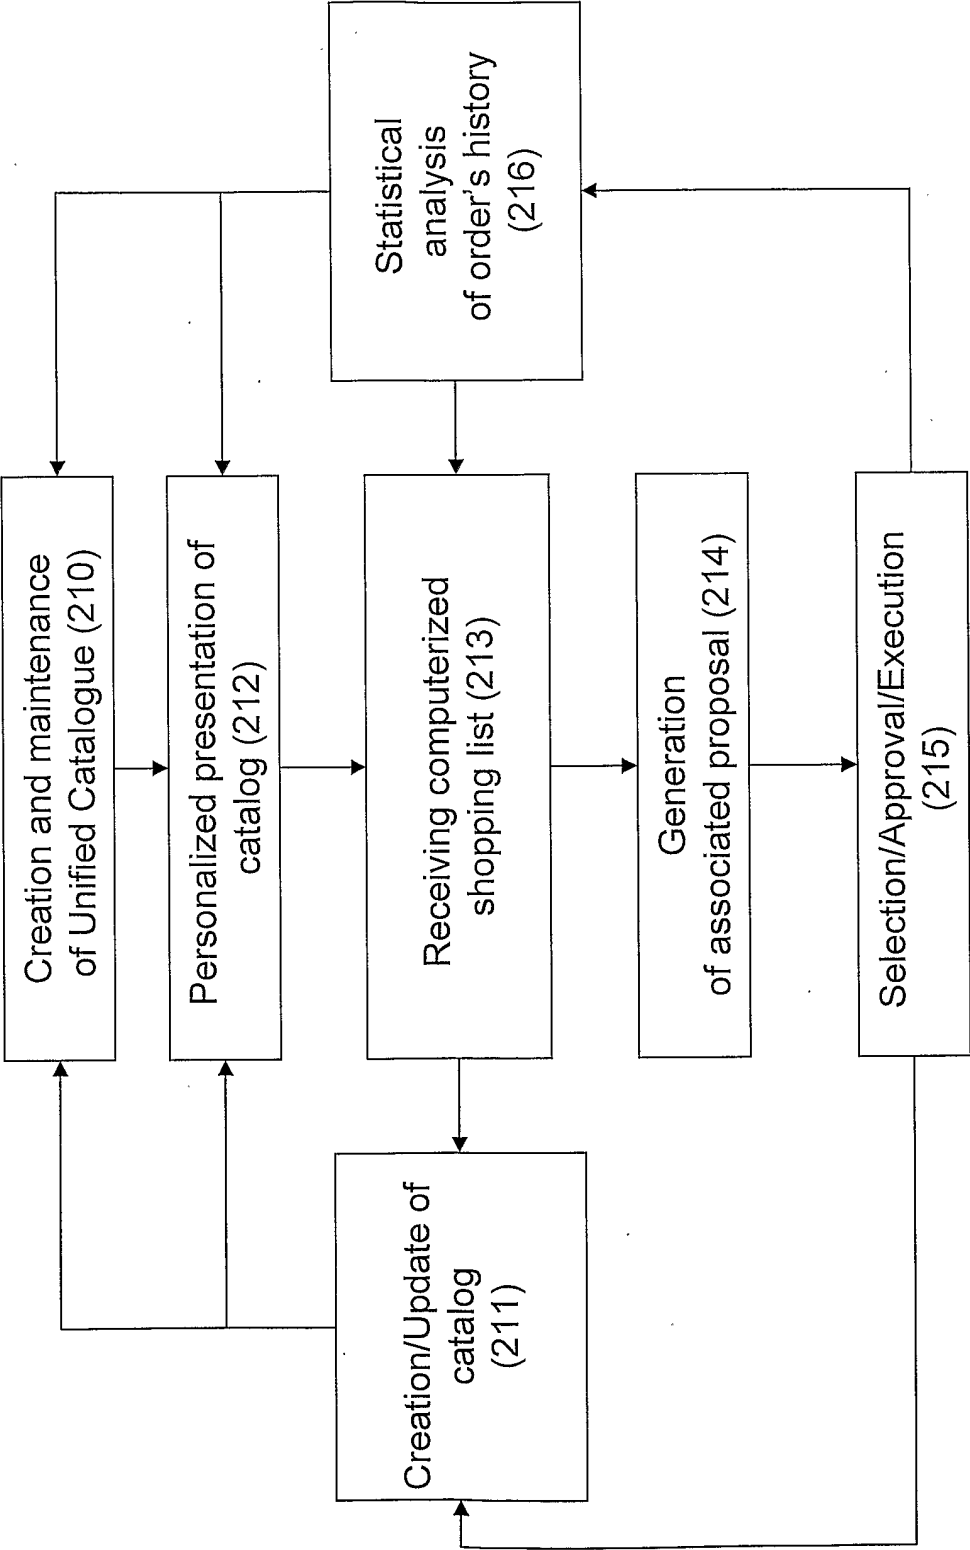 Creation and maintenance
of Unified Catalogue (210)
Personalized presentation of
catalog (212)
Creation/Update of
catalog
(211)
Receiving computerized
shopping list (213)
Statistical
analysis
of order's history
(216)
Generation
of associated proposal (214)
Selection/Approval/Execution
(215)